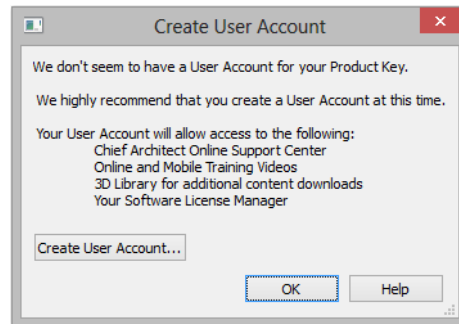 Create User Account
We don't seem to have a User Account for your Product Key.
We highly recommend that you create a User Account at this time.
Your User Account will allow access to the following:
Chief Architect Online Support Center
Online and Mobile Training Videos
3D Library for additional content downloads
Your Software License Manager
Create User Account...
OK
Help